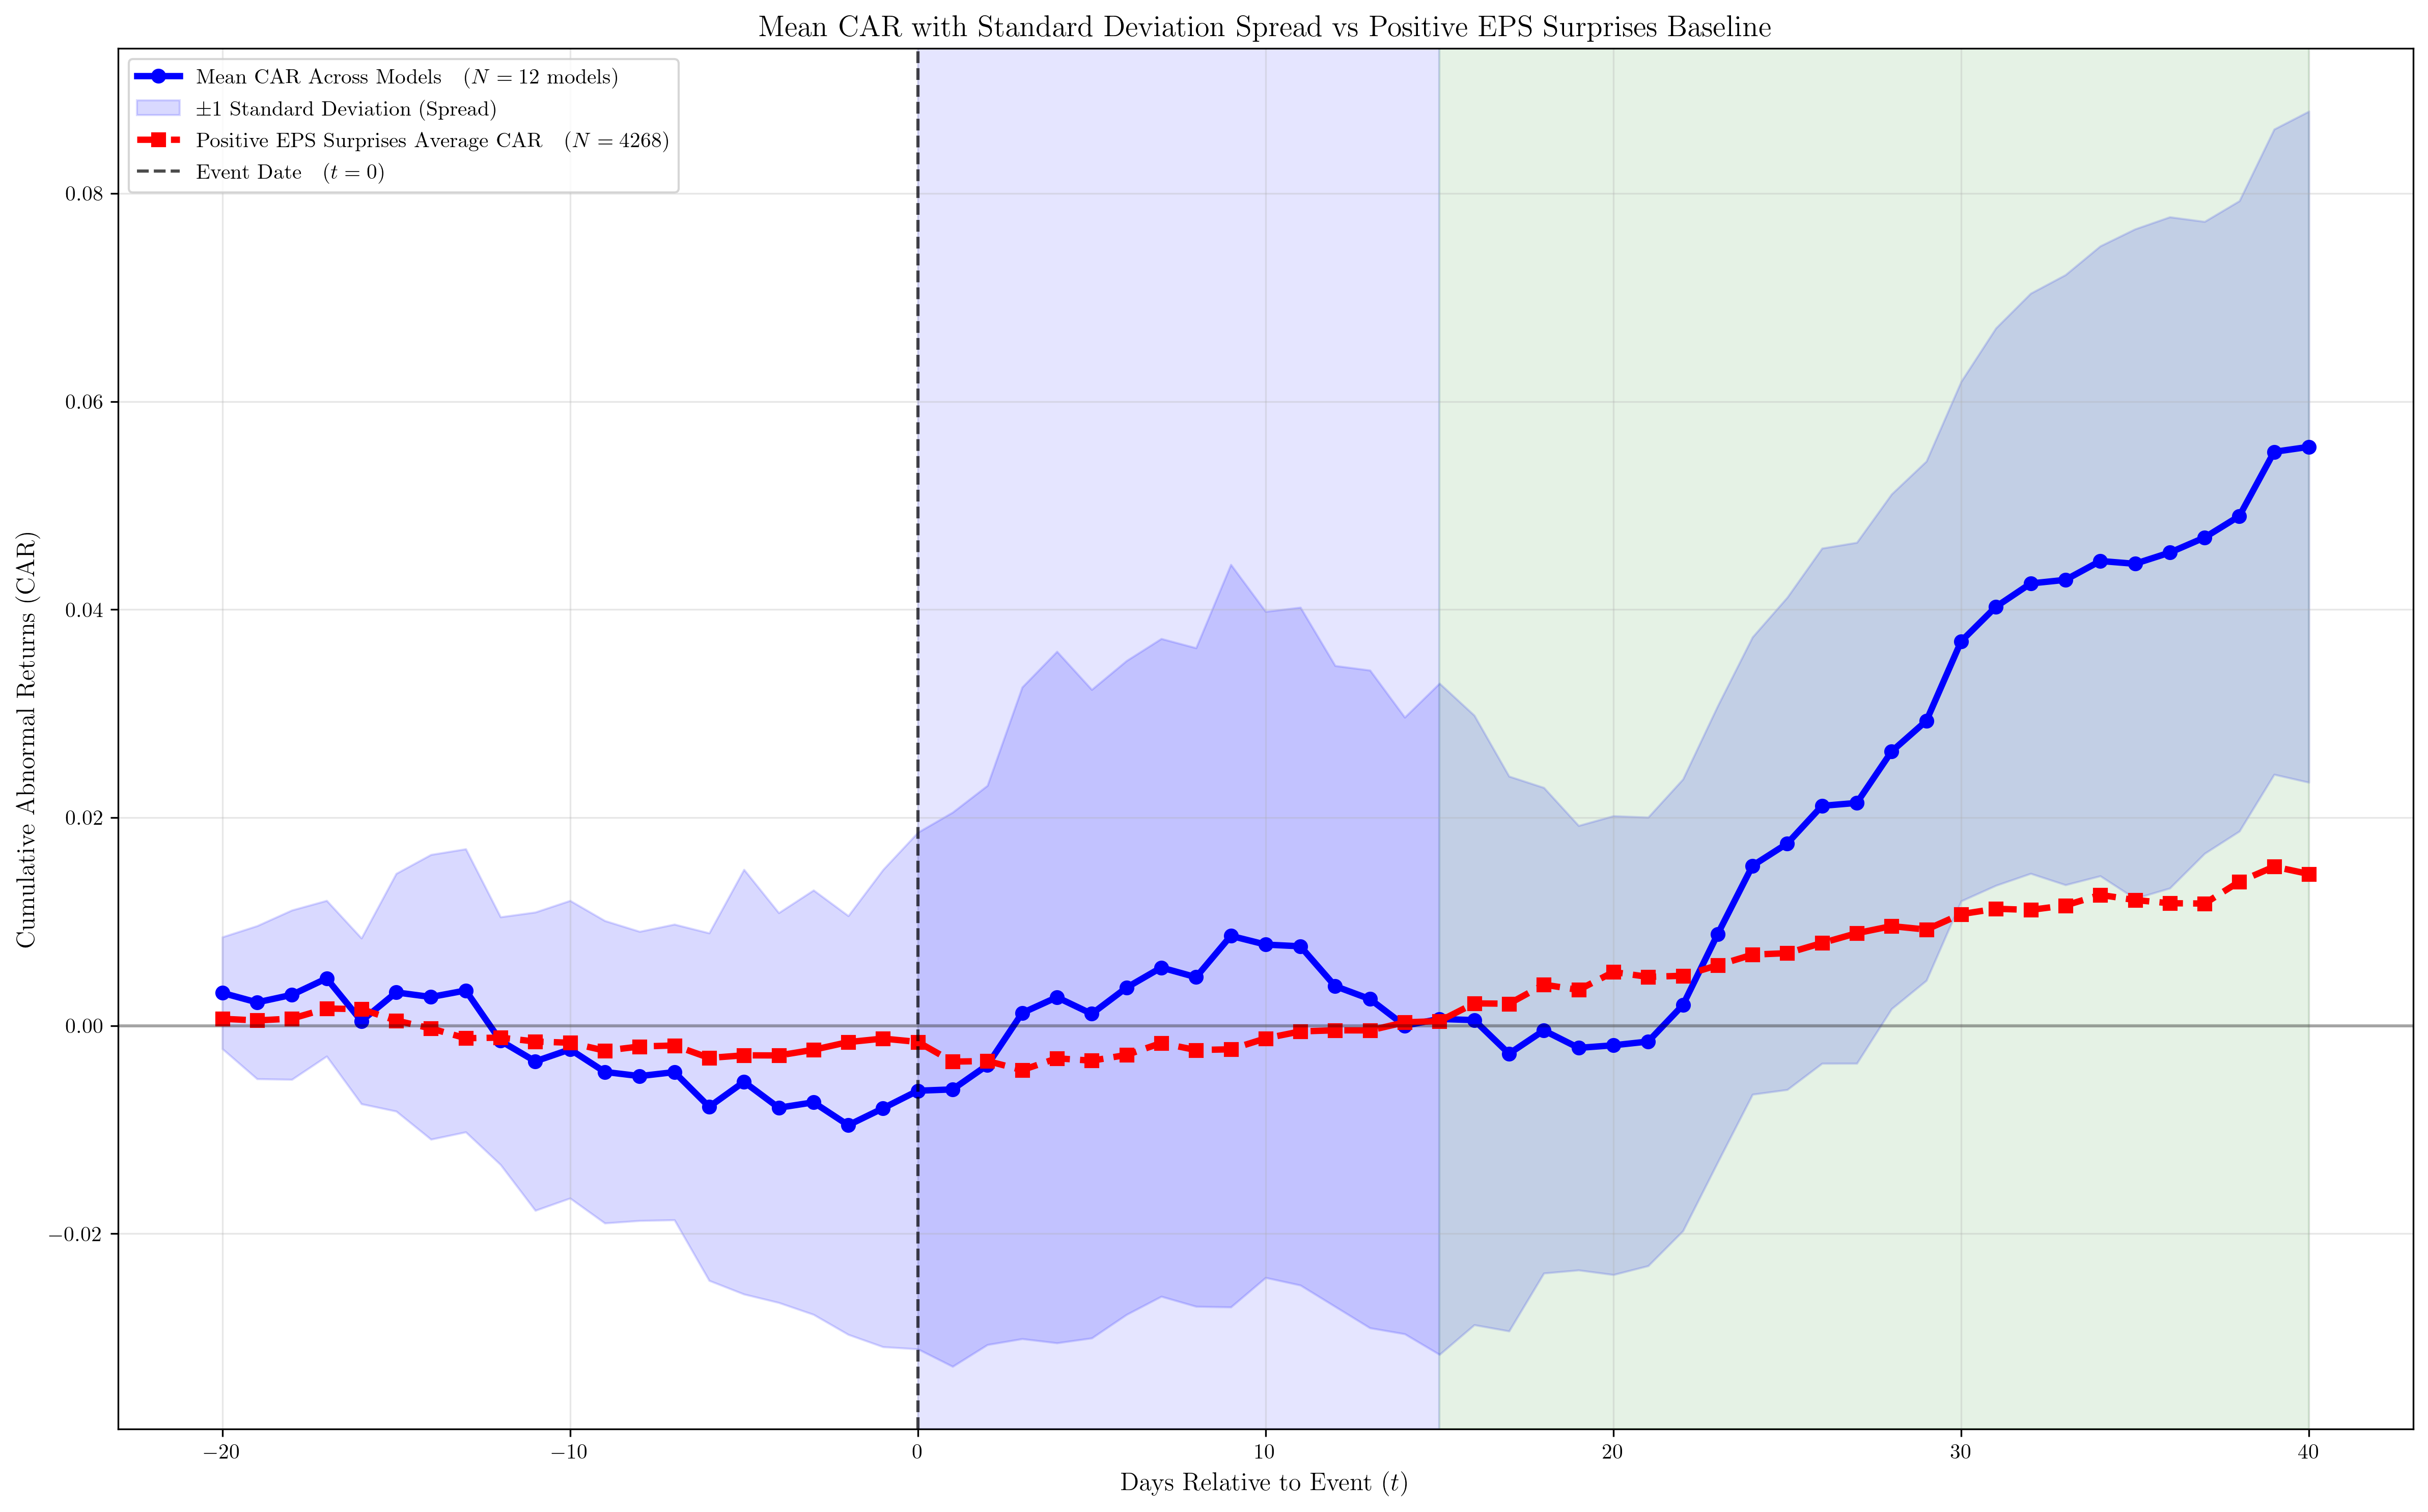 Mean CAR with Standard Deviation Spread vs Positive EPS Surprises Baseline
Mean CAR Across Models (N = 12 models)
±1 Standard Deviation (Spread)
Positive EPS Surprises Average CAR (N = 4268)
Event Date (t = 0)
Cumulative Abnormal Returns (CAR)
0.08
0.06
0.04
0.02
0.00
−0.02
−20 −10 0 10 20 30 40
Days Relative to Event (t)